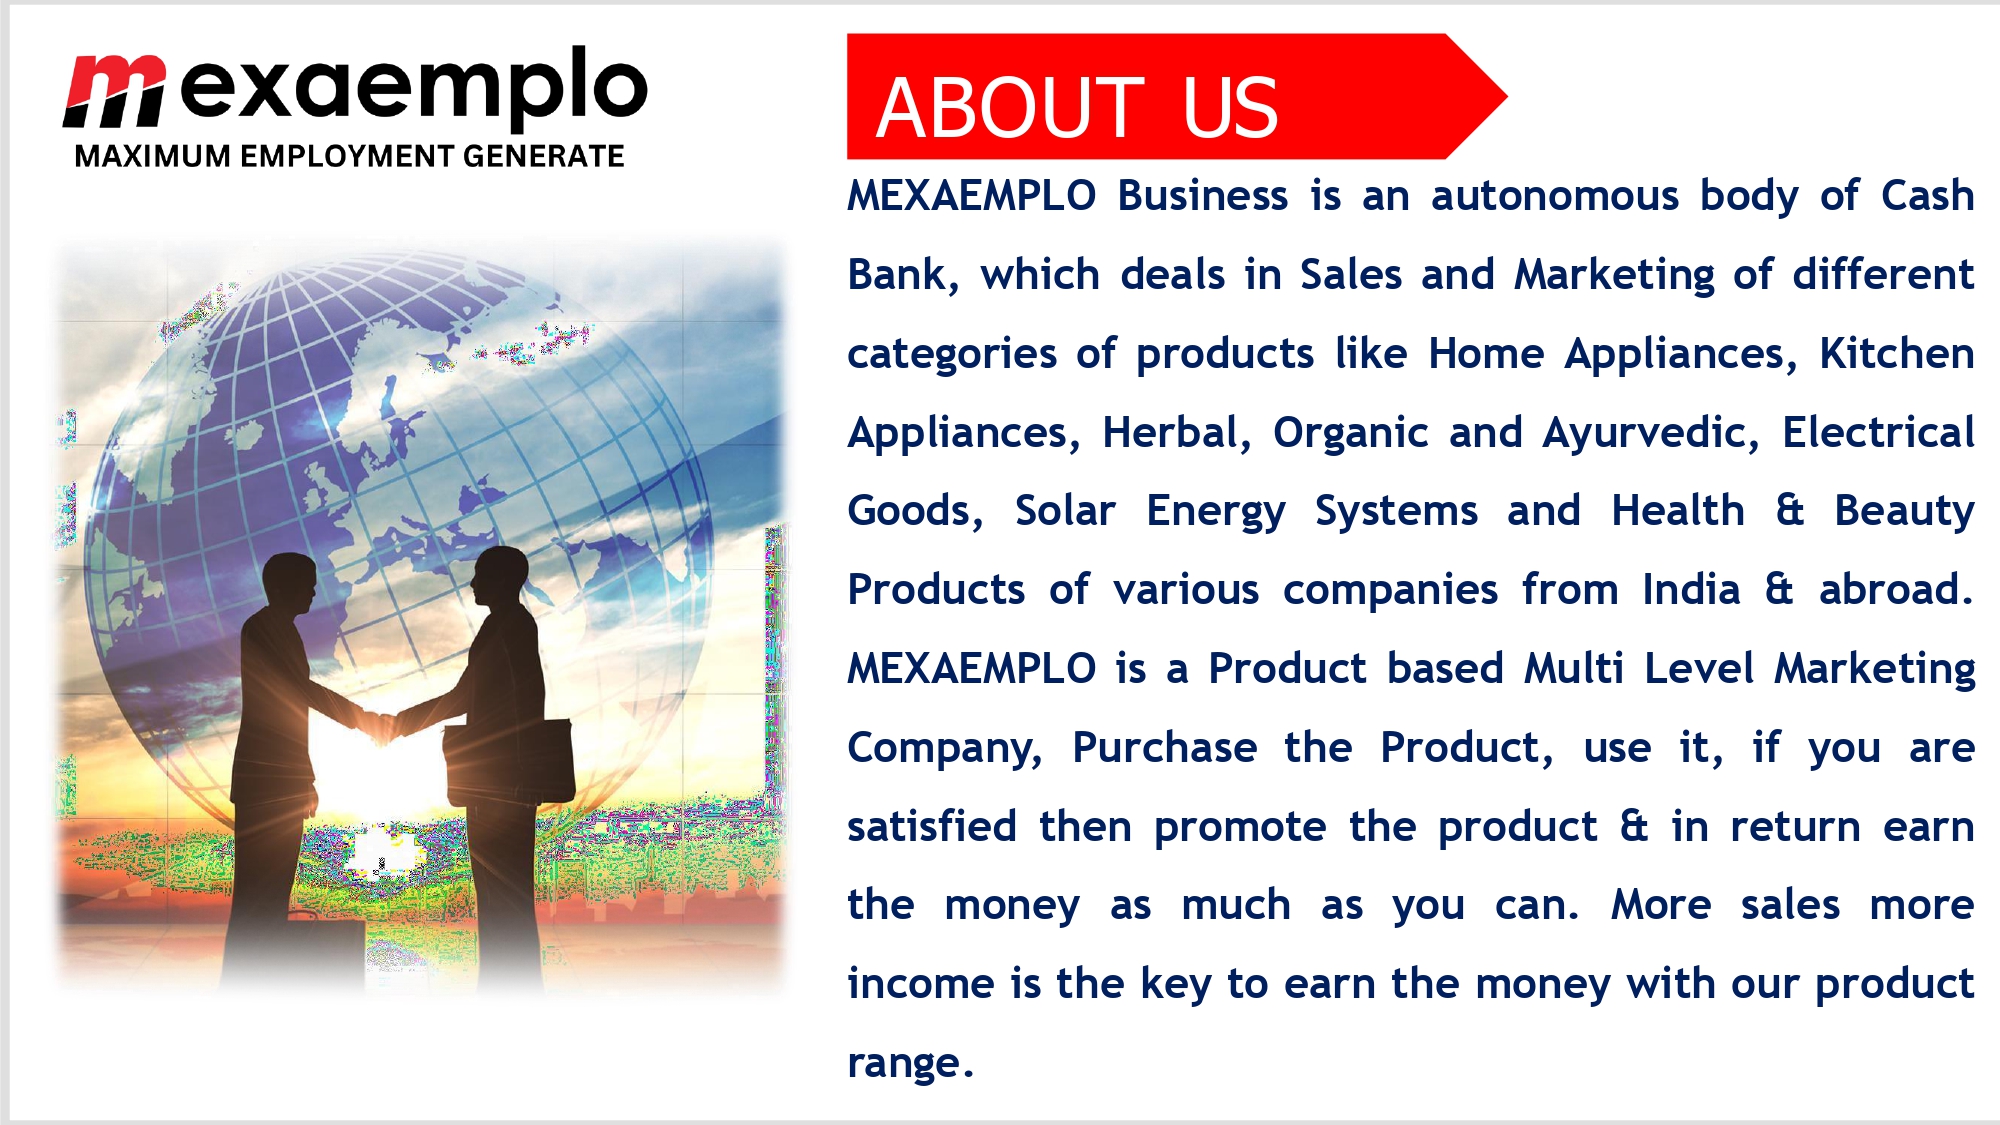 mexaemplo
MAXIMUM EMPLOYMENT GENERATE
ABOUT US
MEXAEMPLO Business is an autonomous body of Cash
Bank, which deals in Sales and Marketing of different
categories of products like Home Appliances, Kitchen
Appliances, Herbal, Organic and Ayurvedic, Electrical
Goods, Solar Energy Systems and Health & Beauty
Products of various companies from India & abroad.
MEXAEMPLO is a Product based Multi Level Marketing
Company, Purchase the Product, use it, if you are
satisfied then promote the product & in return earn
the money as much as you can. More sales more
income is the key to earn the money with our product
range.